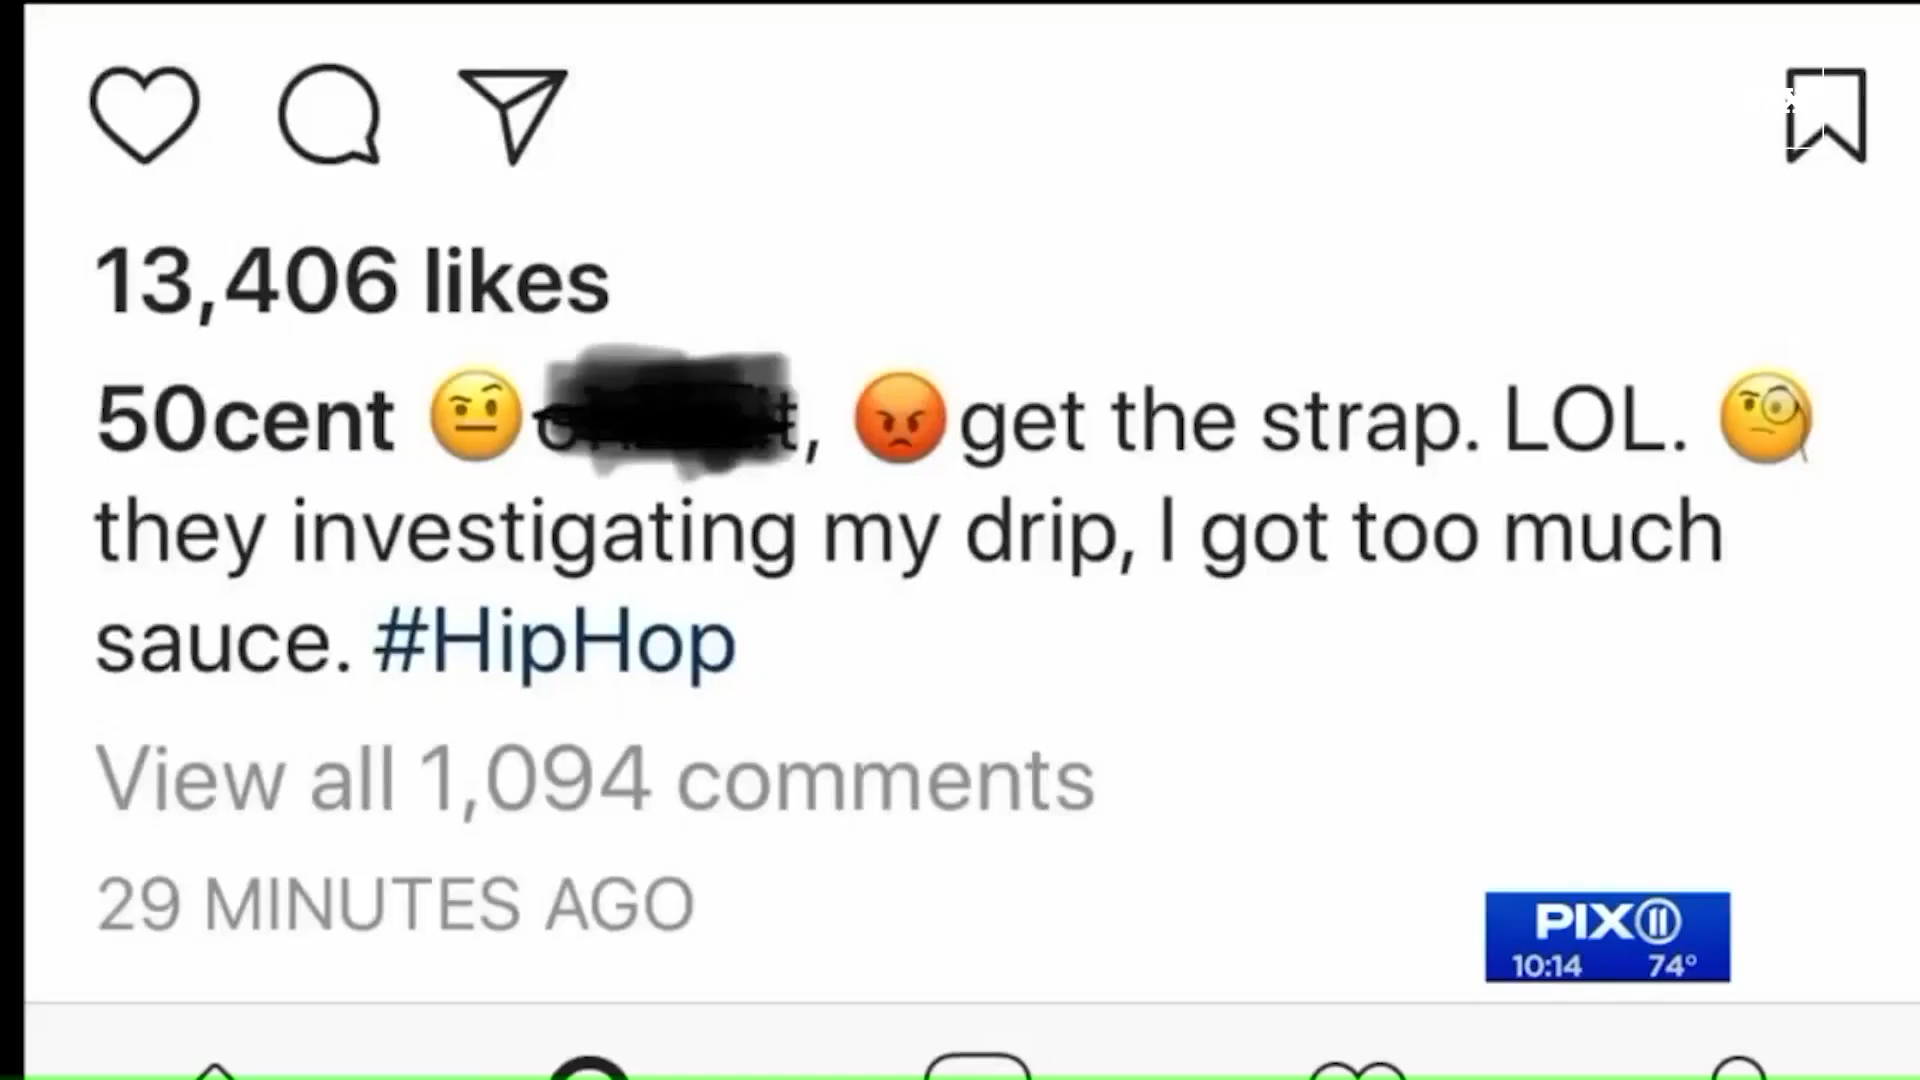 13,406 likes
50cent 🤨 , 😡get the strap. LOL. 🧐
they investigating my drip, I got too much
sauce. #HipHop
View all 1,094 comments
29 MINUTES AGO
PIX11
10:14 74°